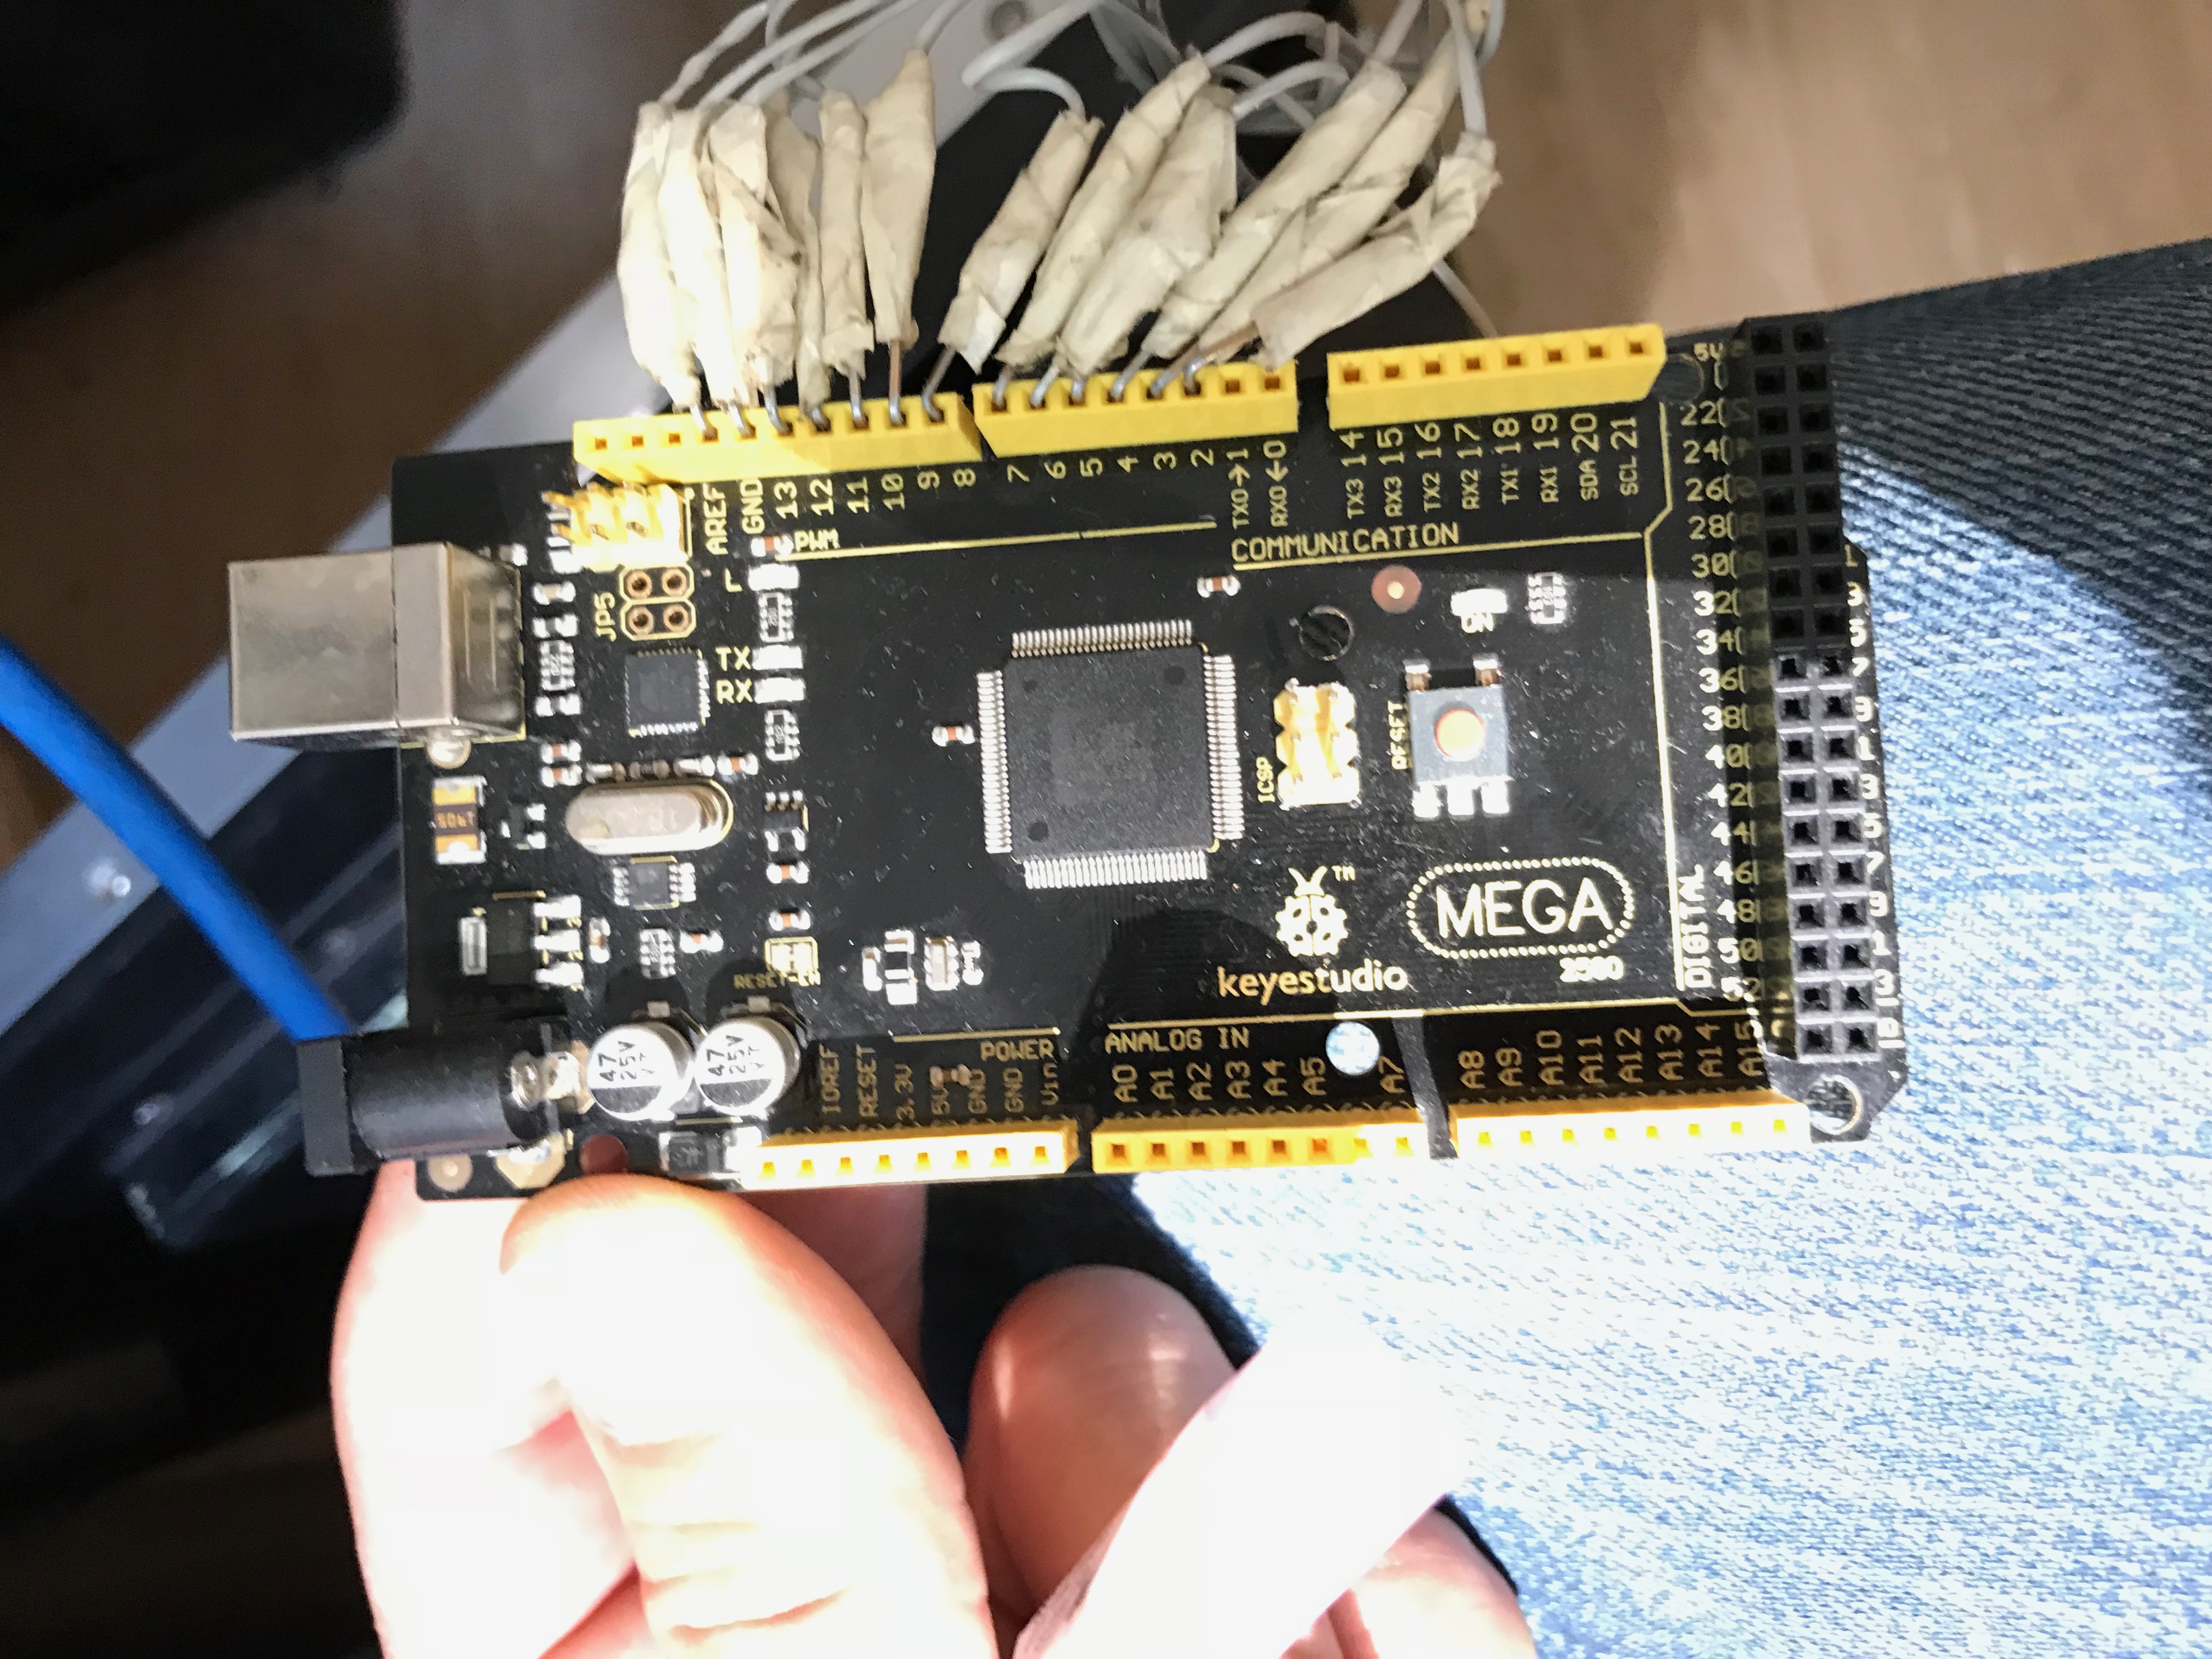 47
25V
47
25V
JP5
RX
TX
L
AREF
GND
13
12
11
10
9
8
PWM
7
6
5
4
3
2
TX0→1
RX0←0
COMMUNICATION
TX3 14
RX3 15
TX2 16
RX2 17
TX1 18
RX1 19
SDA 20
SCL 21
IOREF
RESET
3.3V
5V
GND
GND
Vin
POWER
A0
A1
A2
A3
A4
A5
A7
ANALOG IN
A8
A9
A10
A11
A12
A13
A14
A15
keyestudio
TM
ICSP
RESET
ON
MEGA
2560
DIGITAL
52
50
48
46
44
42
40
38
36
34
32
30
28
26
24
22
5V